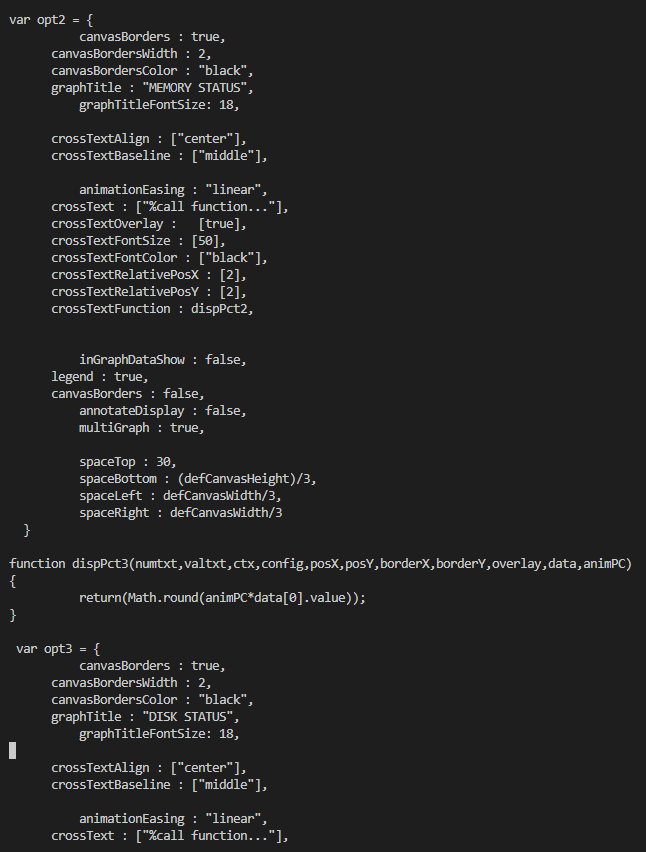 var opt2 = {
canvasBorders : true,
canvasBordersWidth : 2,
canvasBordersColor : "black",
graphTitle : "MEMORY STATUS",
graphTitleFontSize: 18,
crossTextAlign : ["center"],
crossTextBaseline : ["middle"],
animationEasing : "linear",
crossText : ["%call function..."],
crossTextOverlay :   [true],
crossTextFontSize : [50],
crossTextFontColor : ["black"],
crossTextRelativePosX : [2],
crossTextRelativePosY : [2],
crossTextFunction : dispPct2,
inGraphDataShow : false,
legend : true,
canvasBorders : false,
annotateDisplay : false,
multiGraph : true,
spaceTop : 30,
spaceBottom : (defCanvasHeight)/3,
spaceLeft : defCanvasWidth/3,
spaceRight : defCanvasWidth/3
}
function dispPct3(numtxt,valtxt,ctx,config,posX,posY,borderX,borderY,overlay,data,animPC)
{
return(Math.round(animPC*data[0].value));
}
var opt3 = {
canvasBorders : true,
canvasBordersWidth : 2,
canvasBordersColor : "black",
graphTitle : "DISK STATUS",
graphTitleFontSize: 18,
crossTextAlign : ["center"],
crossTextBaseline : ["middle"],
animationEasing : "linear",
crossText : ["%call function..."],